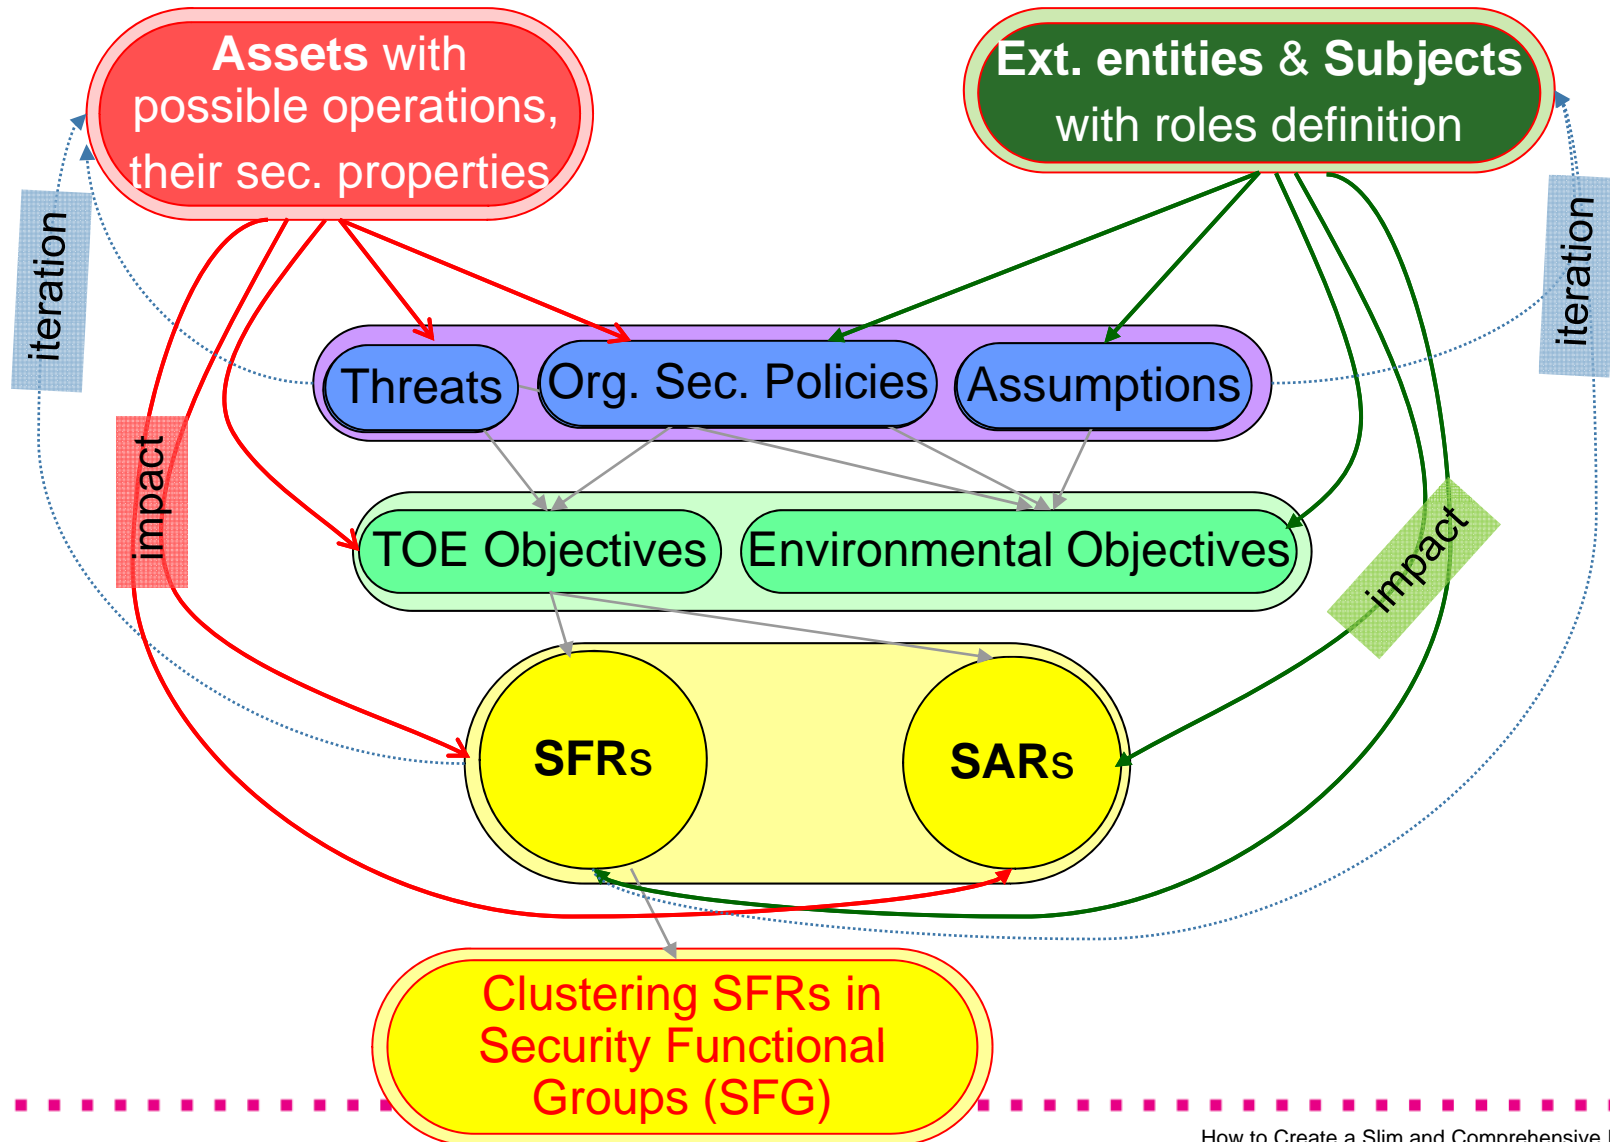 Assets with
possible operations,
their sec. properties
Ext. entities & Subjects
with roles definition
iteration
iteration
Threats
Org. Sec. Policies
Assumptions
impact
TOE Objectives
Environmental Objectives
impact
SFRs
SARs
Clustering SFRs in
Security Functional
Groups (SFG)
How to Create a Slim and Comprehensive